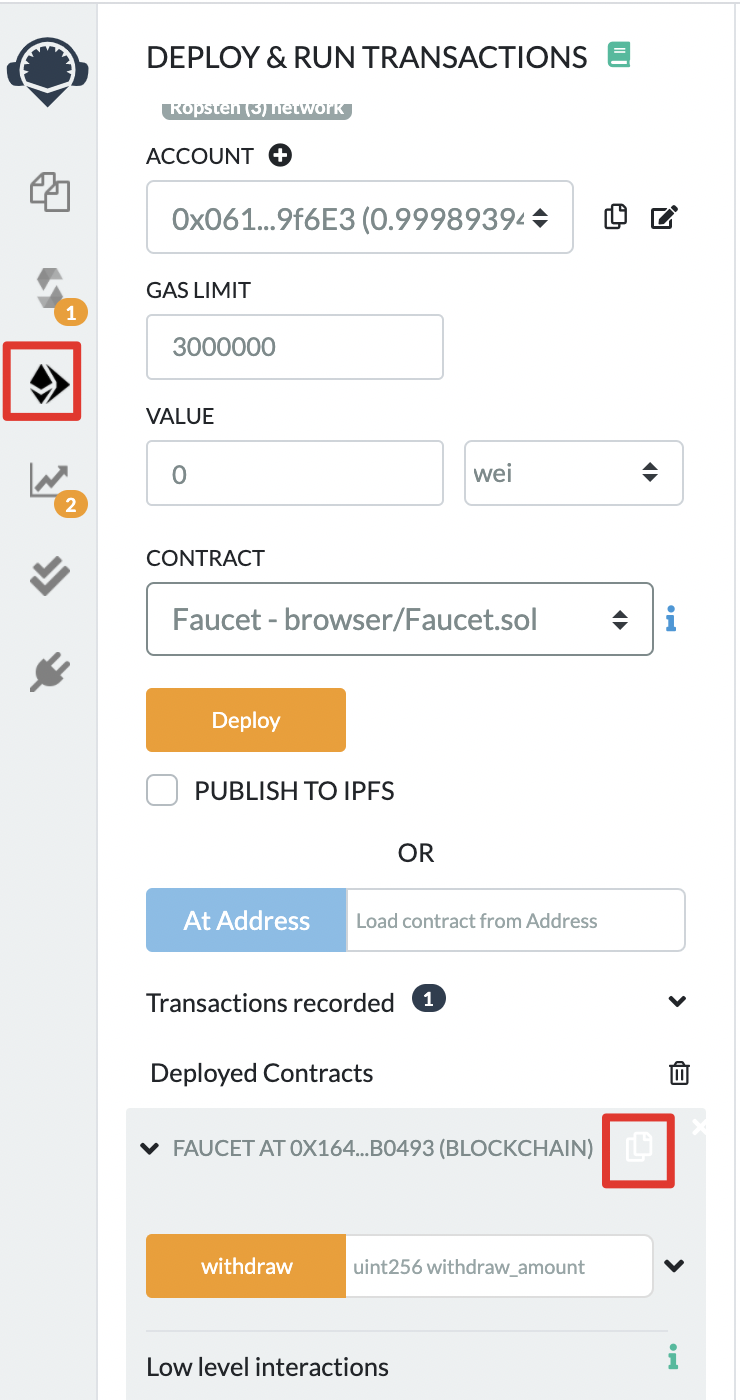 DEPLOY & RUN TRANSACTIONS
Ropsten (3) network
ACCOUNT
0x061...9f6E3 (0.99989394
GAS LIMIT
3000000
VALUE
0
wei
CONTRACT
Faucet - browser/Faucet.sol
Deploy
PUBLISH TO IPFS
OR
At Address
Load contract from Address
Transactions recorded 1
Deployed Contracts
FAUCET AT 0X164...B0493 (BLOCKCHAIN)
withdraw
uint256 withdraw_amount
Low level interactions
1
2